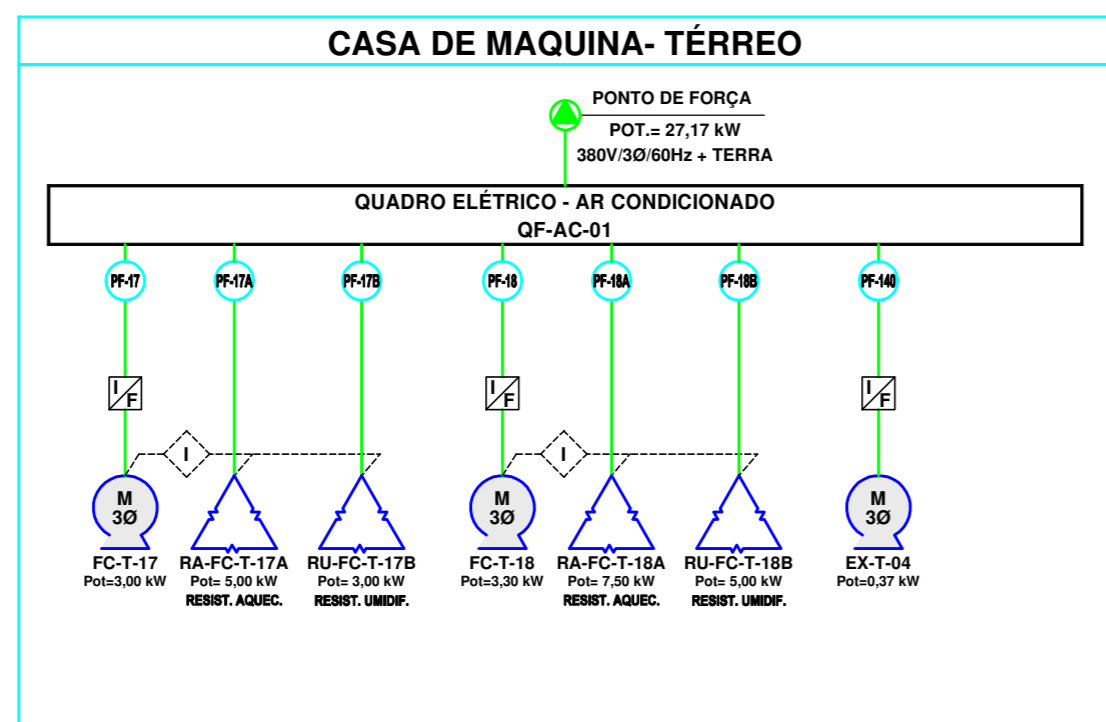 CASA DE MAQUINA- TÉRREO
PONTO DE FORÇA
POT.= 27,17 kW
380V/3Ø/60Hz + TERRA
QUADRO ELÉTRICO - AR CONDICIONADO
QF-AC-01
PF-17 PF-17A PF-17B PF-18 PF-18A PF-18B PF-140
I/F I/F I/F
I I
M M M
3Ø 3Ø 3Ø
FC-T-17 RA-FC-T-17A RU-FC-T-17B FC-T-18 RA-FC-T-18A RU-FC-T-18B EX-T-04
Pot=3,00 kW Pot= 5,00 kW Pot= 3,00 kW Pot=3,30 kW Pot= 7,50 kW Pot= 5,00 kW Pot=0,37 kW
RESIST. AQUEC. RESIST. UMIDIF. RESIST. AQUEC. RESIST. UMIDIF.